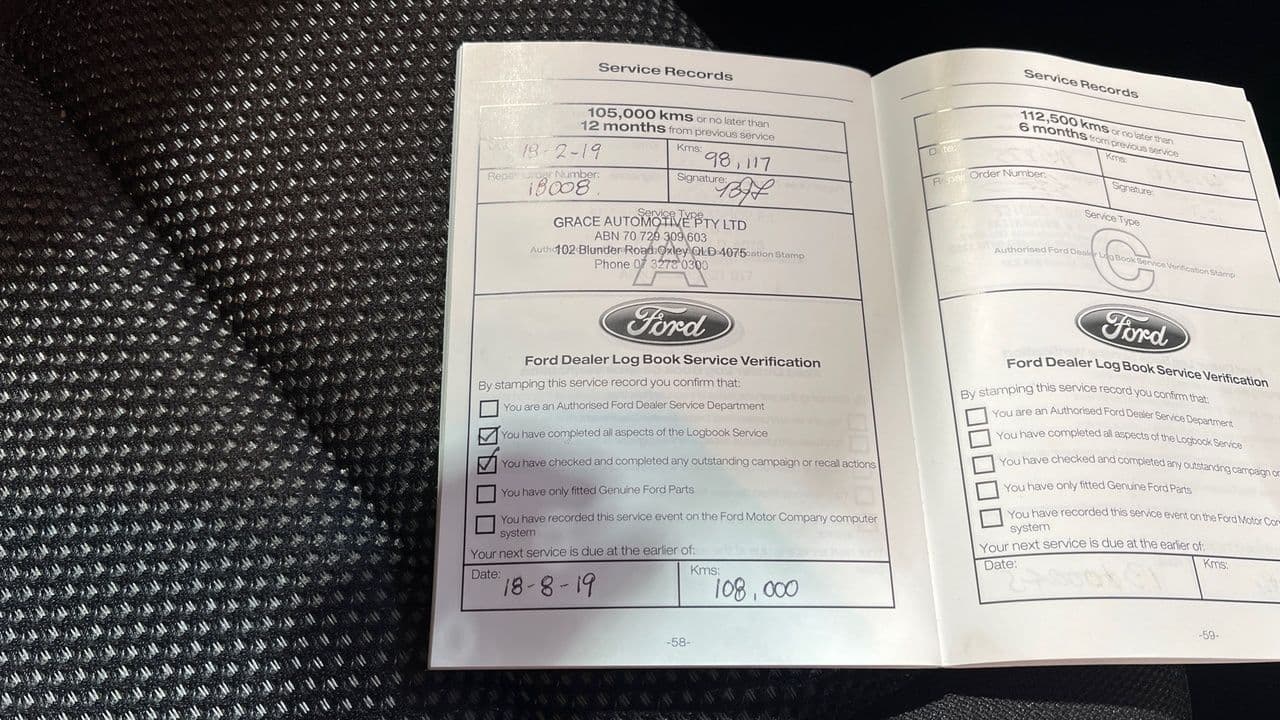 Service Records
105,000 kms or no later than
12 months from previous service
18-2-19
Kms:
98,117
Repair Order Number:
18008.
Signature:
Service Type
GRACE AUTOMOTIVE PTY LTD
ABN 70 729 309 603
102 Blunder Road Oxley QLD 4075
Phone 07 3278 0300
A
Ford
Ford Dealer Log Book Service Verification
By stamping this service record you confirm that:
You are an Authorised Ford Dealer Service Department
You have completed all aspects of the Logbook Service
You have checked and completed any outstanding campaign or recall actions
You have only fitted Genuine Ford Parts
You have recorded this service event on the Ford Motor Company computer
system
Your next service is due at the earlier of:
Date:
18-8-19
Kms:
108,000
-58-
Service Records
112,500 kms or no later than
6 months from previous service
Date:
Kms:
Repair Order Number:
Signature:
Service Type
Authorised Ford Dealer Log Book Service Verification Stamp
C
Ford
Ford Dealer Log Book Service Verification
By stamping this service record you confirm that:
You are an Authorised Ford Dealer Service Department
You have completed all aspects of the Logbook Service
You have checked and completed any outstanding campaign or
You have only fitted Genuine Ford Parts
You have recorded this service event on the Ford Motor Co
system
Your next service is due at the earlier of:
Date:
Kms:
-59-